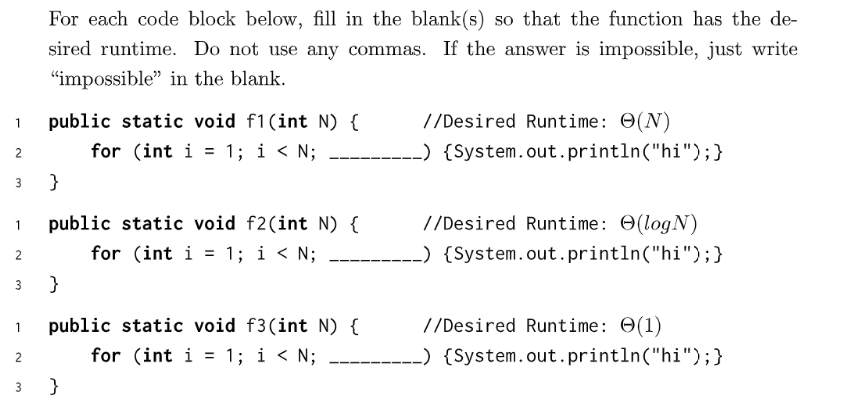 For each code block below, fill in the blank(s) so that the function has the de-
sired runtime. Do not use any commas. If the answer is impossible, just write
“impossible” in the blank.
1 public static void f1(int N) { //Desired Runtime: Θ(N)
2 for (int i = 1; i < N; _________) {System.out.println("hi");}
3 }
1 public static void f2(int N) { //Desired Runtime: Θ(logN)
2 for (int i = 1; i < N; _________) {System.out.println("hi");}
3 }
1 public static void f3(int N) { //Desired Runtime: Θ(1)
2 for (int i = 1; i < N; _________) {System.out.println("hi");}
3 }